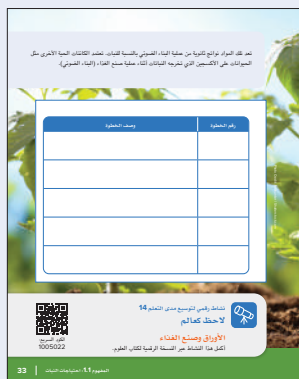 تعد تلك المواد نواتج ثانوية من عملية البناء الضوئي بالنسبة للنبات. تعتمد الكائنات الحية الأخرى مثل
الحيوانات على الأكسجين الذي تخرجه النباتات أثناء عملية صنع الغذاء (البناء الضوئي).
رقم الخطوة
وصف الخطوة
نشاط رقمي لتوسيع مدى التعلم 14
لاحظ كعالم
الأوراق وصنع الغذاء
أكمل هذا النشاط عبر النسخة الرقمية لكتاب العلوم.
الكود السريع:
1005022
المفهوم 1.1: احتياجات النبات
33